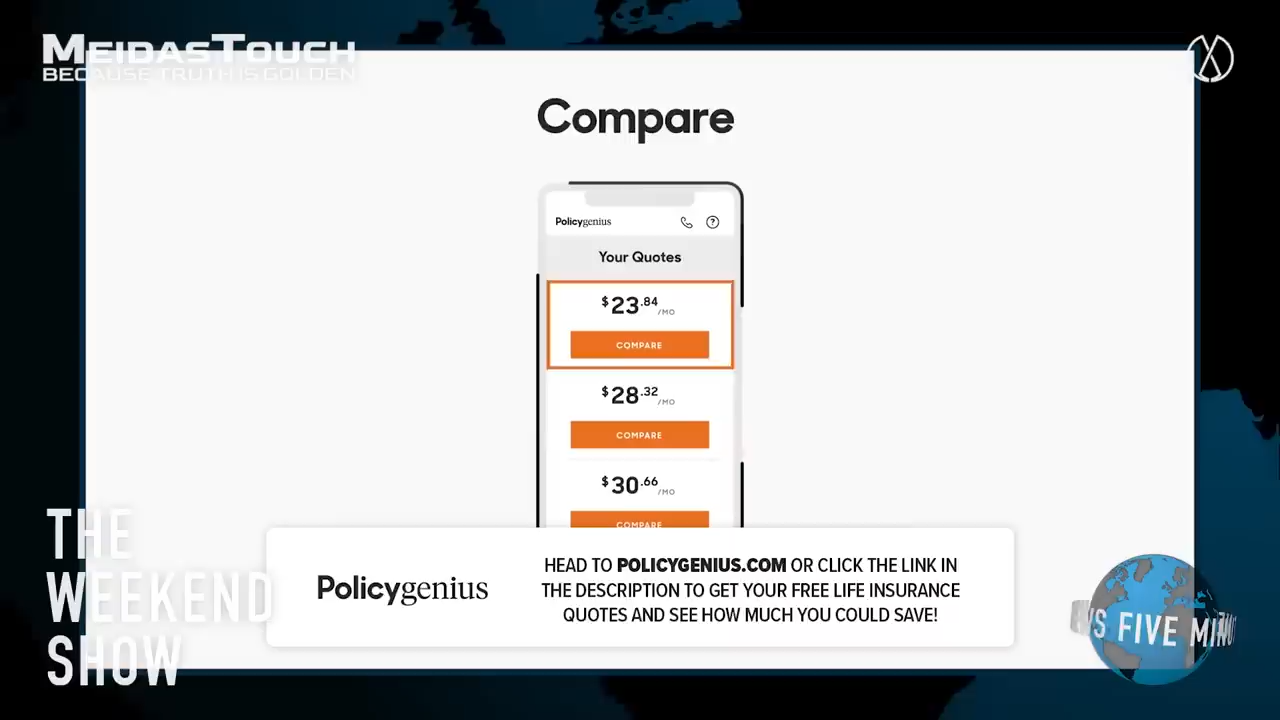 MEIDASTOUCH
BECAUSE TRUTH IS GOLDEN
Compare
Policygenius
?
Your Quotes
$23.84/MO
COMPARE
$28.32/MO
COMPARE
$30.66/MO
COMPARE
THE
WEEKEND
SHOW
Policygenius
HEAD TO POLICYGENIUS.COM OR CLICK THE LINK IN
THE DESCRIPTION TO GET YOUR FREE LIFE INSURANCE
QUOTES AND SEE HOW MUCH YOU COULD SAVE!
FIVE